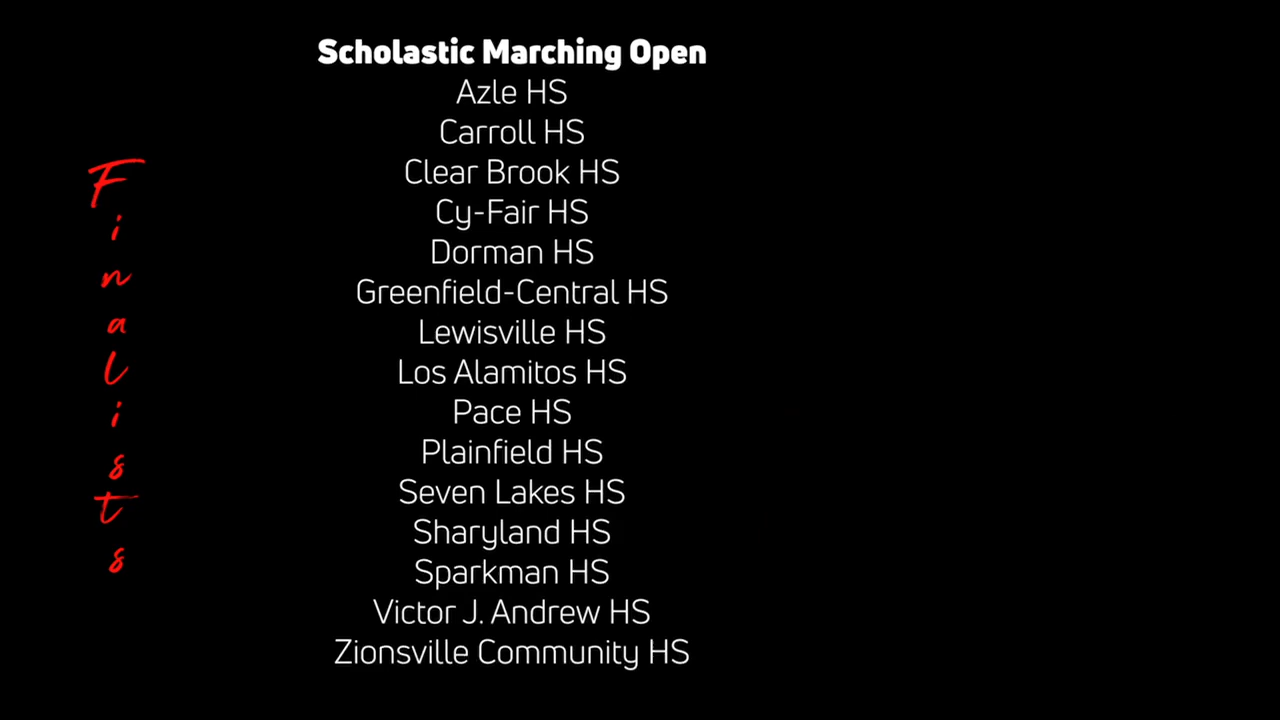 Finalists
Scholastic Marching Open
Azle HS
Carroll HS
Clear Brook HS
Cy-Fair HS
Dorman HS
Greenfield-Central HS
Lewisville HS
Los Alamitos HS
Pace HS
Plainfield HS
Seven Lakes HS
Sharyland HS
Sparkman HS
Victor J. Andrew HS
Zionsville Community HS